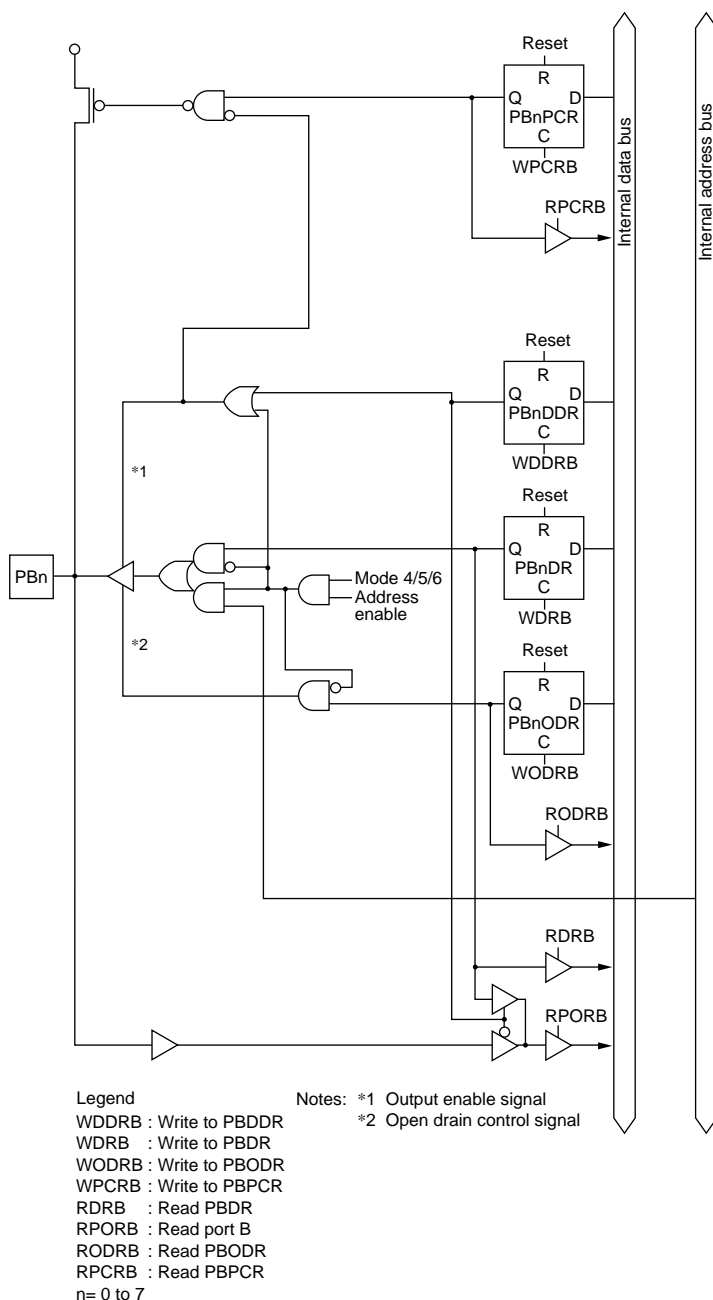 Reset
R
Q D
PBnPCR
C
WPCRB
RPCRB
Internal data bus
Internal address bus
Reset
R
Q D
PBnDDR
C
WDDRB
*1
Reset
R
Q D
PBnDR
C
WDRB
PBn
Mode 4/5/6
Address
enable
*2
Reset
R
Q D
PBnODR
C
WODRB
RODRB
RDRB
RPORB
Legend
WDDRB : Write to PBDDR
WDRB : Write to PBDR
WODRB : Write to PBODR
WPCRB : Write to PBPCR
RDRB : Read PBDR
RPORB : Read port B
RODRB : Read PBODR
RPCRB : Read PBPCR
n= 0 to 7
Notes: *1 Output enable signal
*2 Open drain control signal